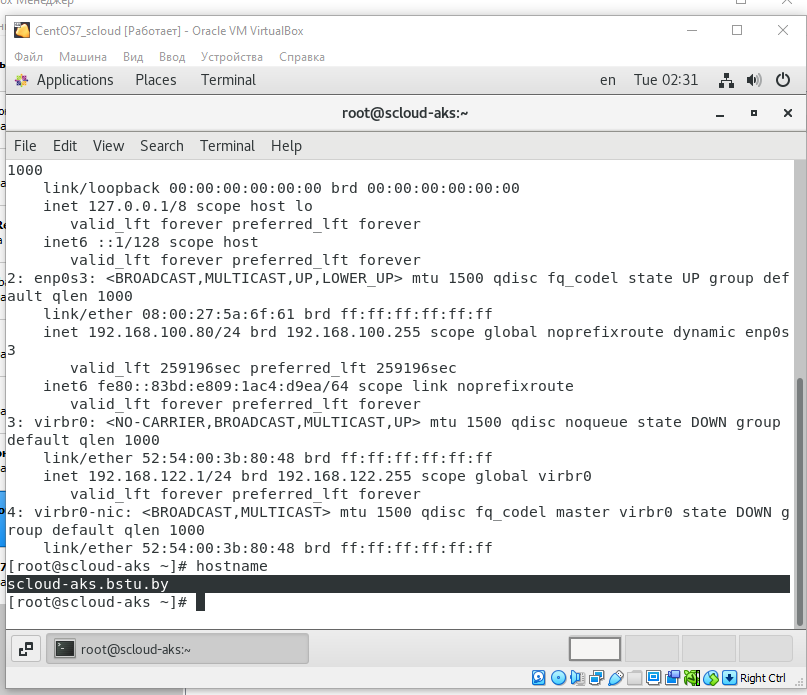 CentOS7_scloud [Работает] - Oracle VM VirtualBox
Файл Машина Вид Ввод Устройства Справка
Applications Places Terminal en Tue 02:31
root@scloud-aks:~
File Edit View Search Terminal Help
1000
    link/loopback 00:00:00:00:00:00 brd 00:00:00:00:00:00
    inet 127.0.0.1/8 scope host lo
       valid_lft forever preferred_lft forever
    inet6 ::1/128 scope host
       valid_lft forever preferred_lft forever
2: enp0s3: <BROADCAST,MULTICAST,UP,LOWER_UP> mtu 1500 qdisc fq_codel state UP group def
ault qlen 1000
    link/ether 08:00:27:5a:6f:61 brd ff:ff:ff:ff:ff:ff
    inet 192.168.100.80/24 brd 192.168.100.255 scope global noprefixroute dynamic enp0s
3
       valid_lft 259196sec preferred_lft 259196sec
    inet6 fe80::83bd:e809:1ac4:d9ea/64 scope link noprefixroute
       valid_lft forever preferred_lft forever
3: virbr0: <NO-CARRIER,BROADCAST,MULTICAST,UP> mtu 1500 qdisc noqueue state DOWN group
default qlen 1000
    link/ether 52:54:00:3b:80:48 brd ff:ff:ff:ff:ff:ff
    inet 192.168.122.1/24 brd 192.168.122.255 scope global virbr0
       valid_lft forever preferred_lft forever
4: virbr0-nic: <BROADCAST,MULTICAST> mtu 1500 qdisc fq_codel master virbr0 state DOWN g
roup default qlen 1000
    link/ether 52:54:00:3b:80:48 brd ff:ff:ff:ff:ff:ff
[root@scloud-aks ~]# hostname
scloud-aks.bstu.by
[root@scloud-aks ~]#
root@scloud-aks:~
Right Ctrl